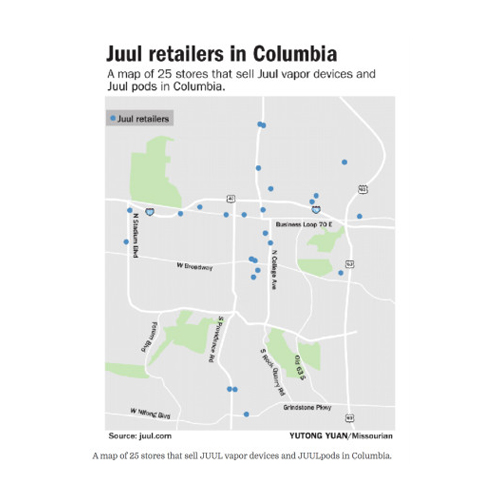 Juul retailers in Columbia
A map of 25 stores that sell Juul vapor devices and
Juul pods in Columbia.
Juul retailers
63
40
Business Loop 70 E
N Stadium Blvd
N College Ave
W Broadway
63
Forum Blvd
S Providence Rd
S Rock Quarry Rd
Old 63 S
W Nifong Blvd
Grindstone Pkwy
63
Source: juul.com
YUTONG YUAN/Missourian
A map of 25 stores that sell JUUL vapor devices and JUULpods in Columbia.